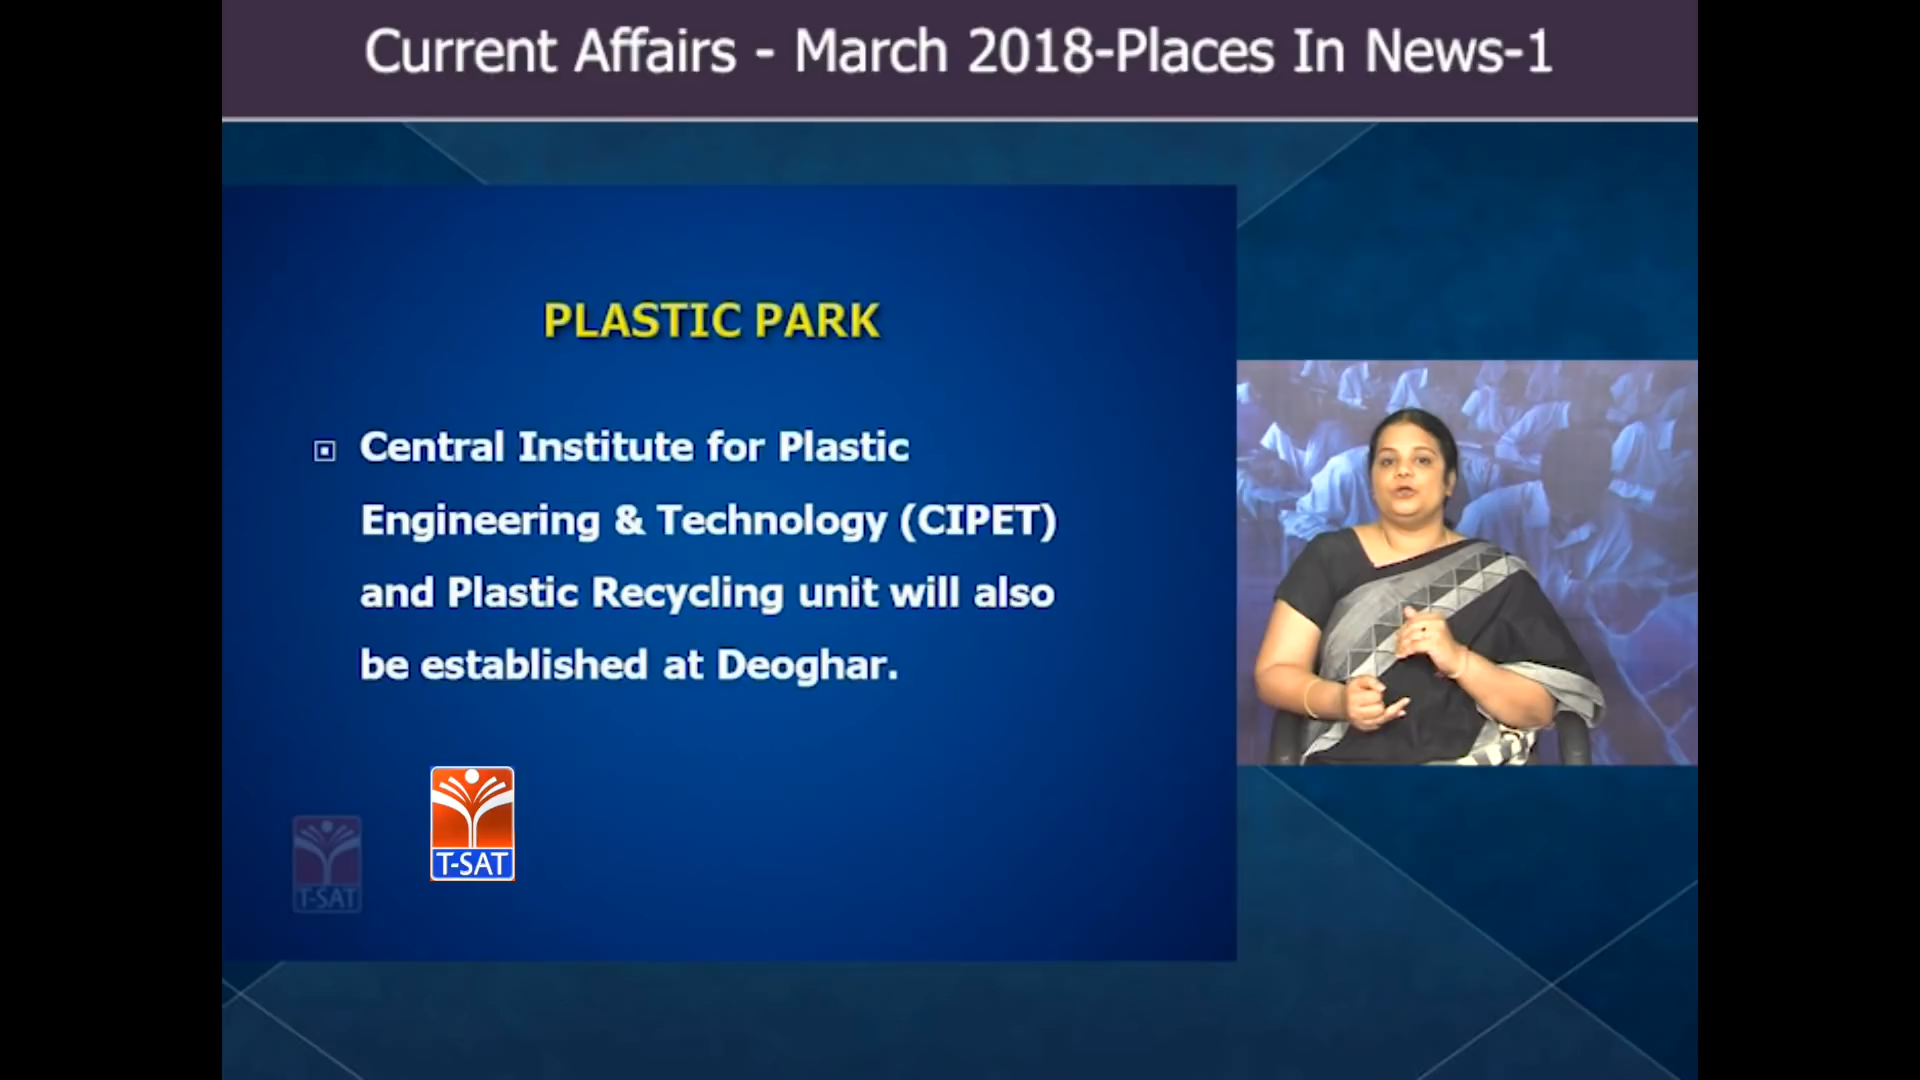 Current Affairs - March 2018-Places In News-1
PLASTIC PARK
Central Institute for Plastic
Engineering & Technology (CIPET)
and Plastic Recycling unit will also
be established at Deoghar.
T-SAT
T-SAT